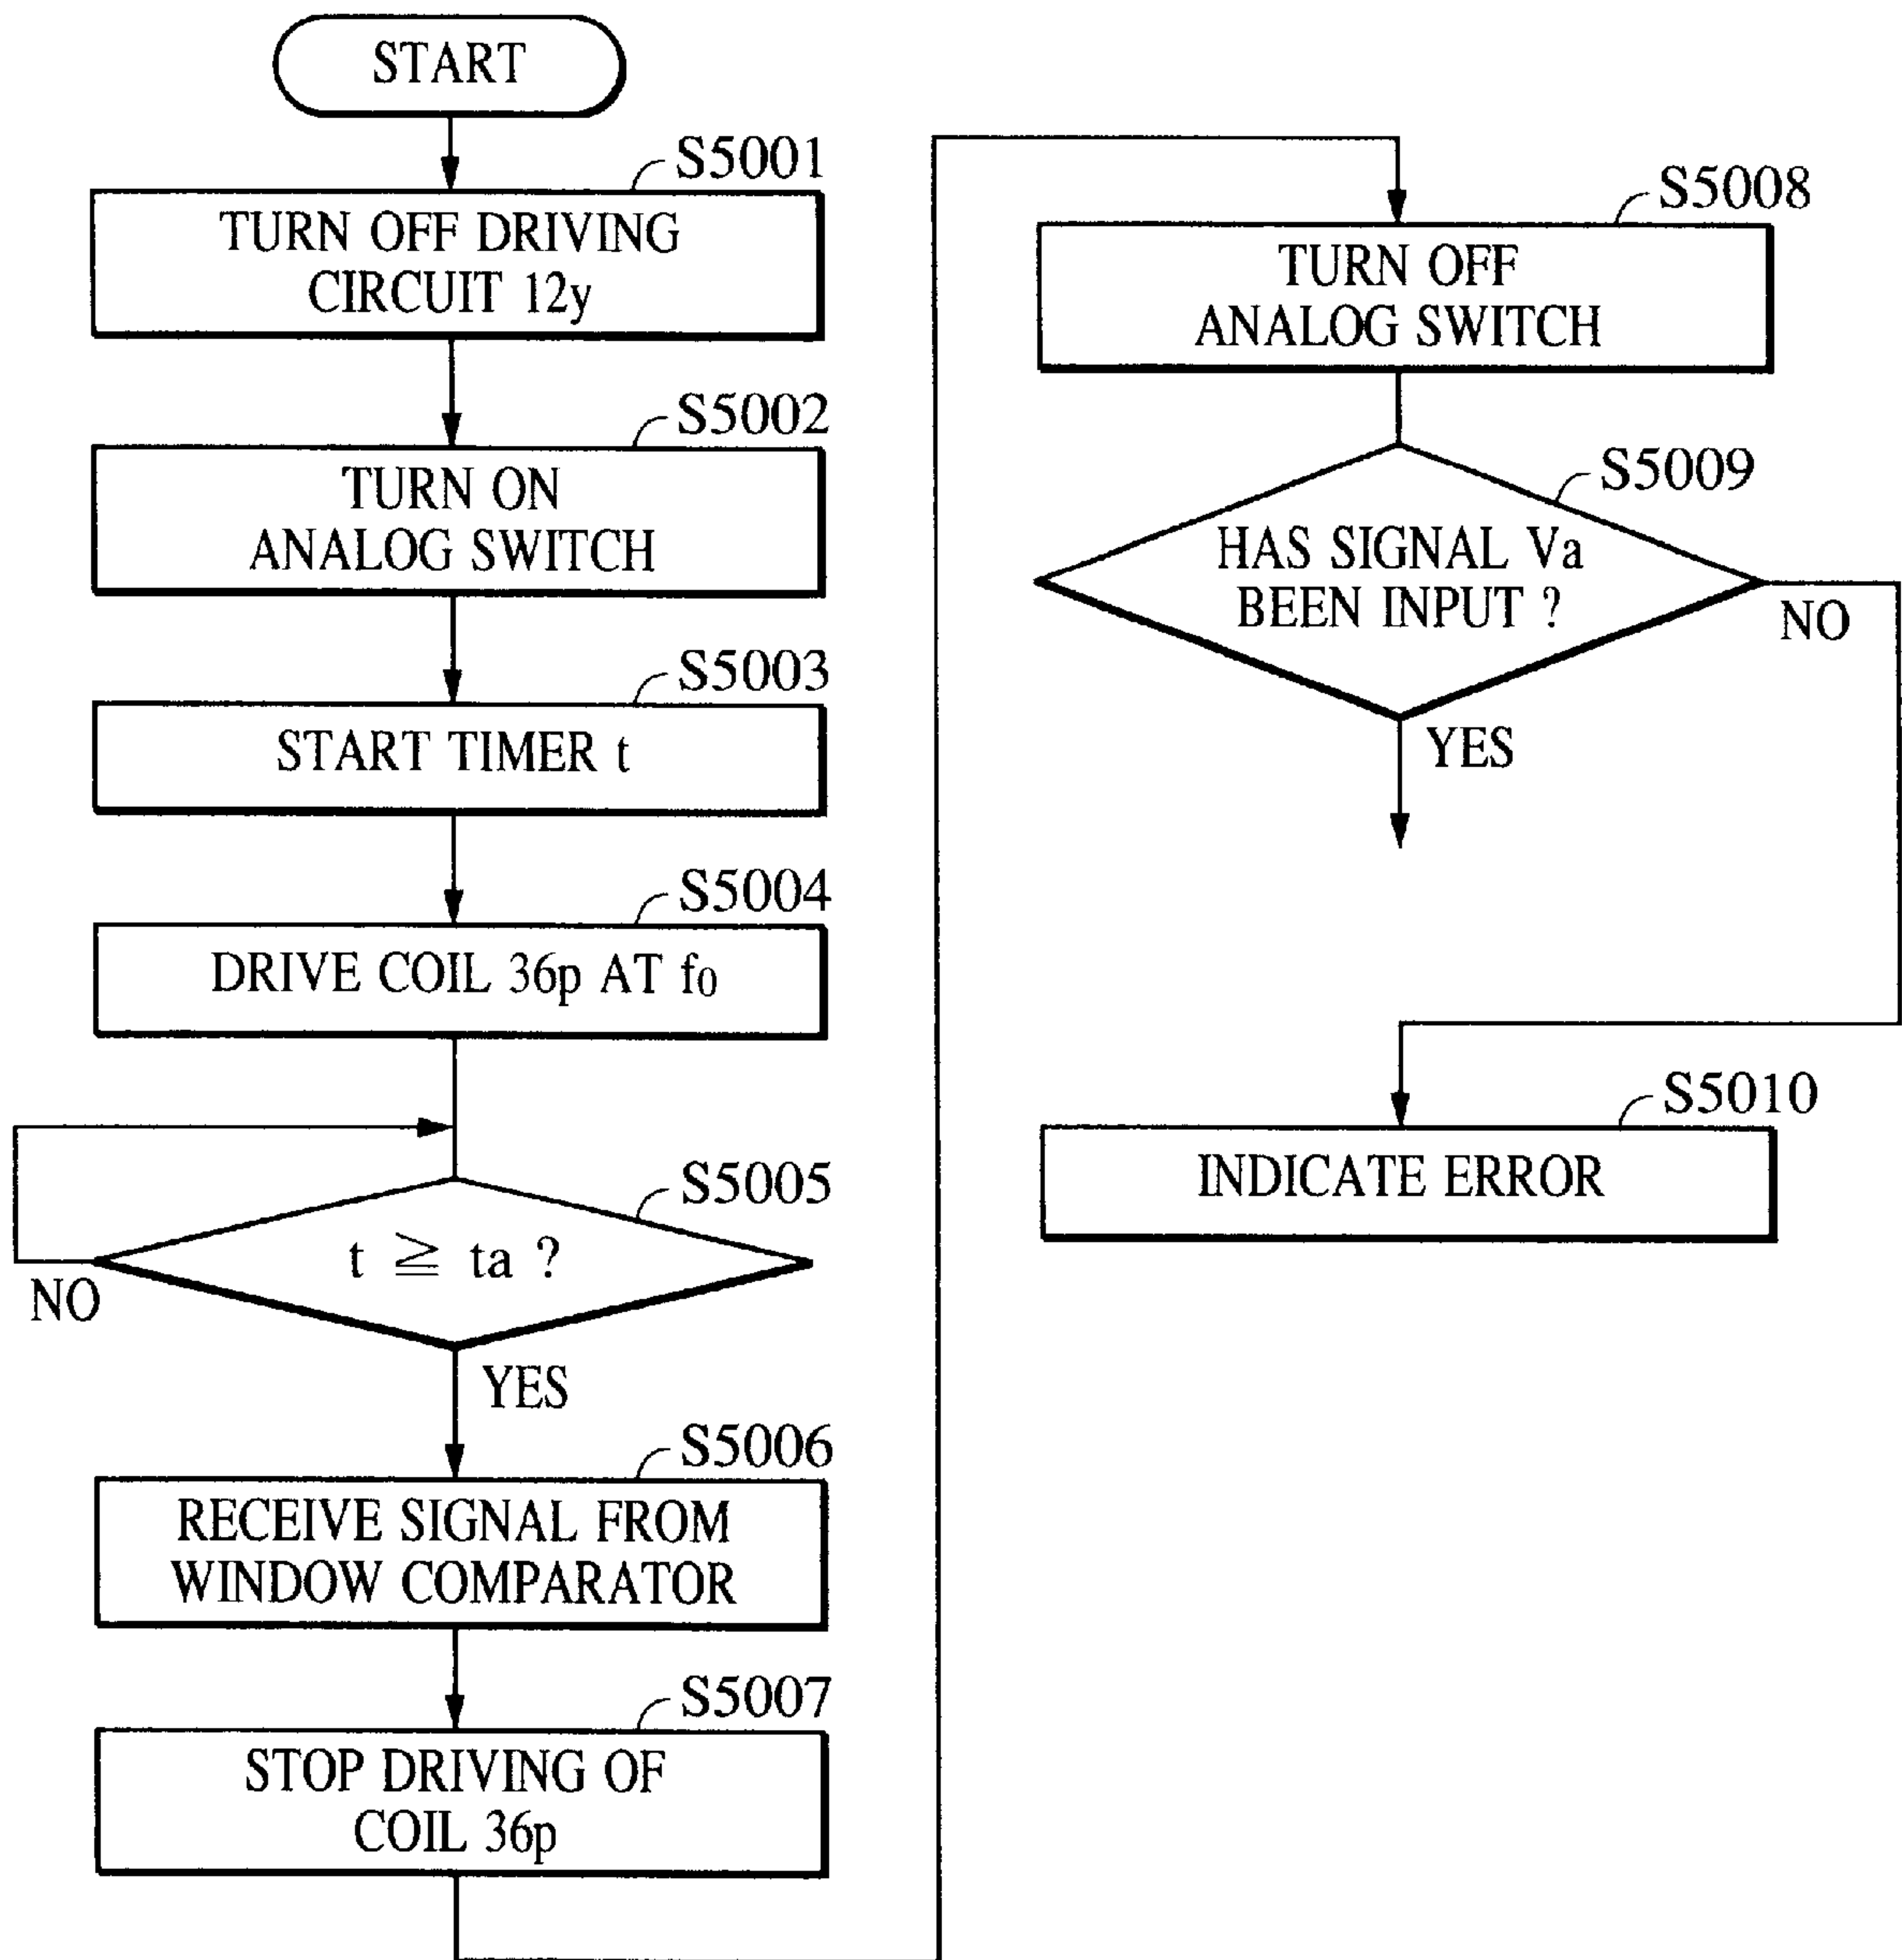 START
S5001
TURN OFF DRIVING
CIRCUIT 12y
S5002
TURN ON
ANALOG SWITCH
S5003
START TIMER t
S5004
DRIVE COIL 36p AT f0
S5005
t ≧ ta ?
NO
YES
S5006
RECEIVE SIGNAL FROM
WINDOW COMPARATOR
S5007
STOP DRIVING OF
COIL 36p
S5008
TURN OFF
ANALOG SWITCH
S5009
HAS SIGNAL Va
BEEN INPUT ?
NO
YES
S5010
INDICATE ERROR